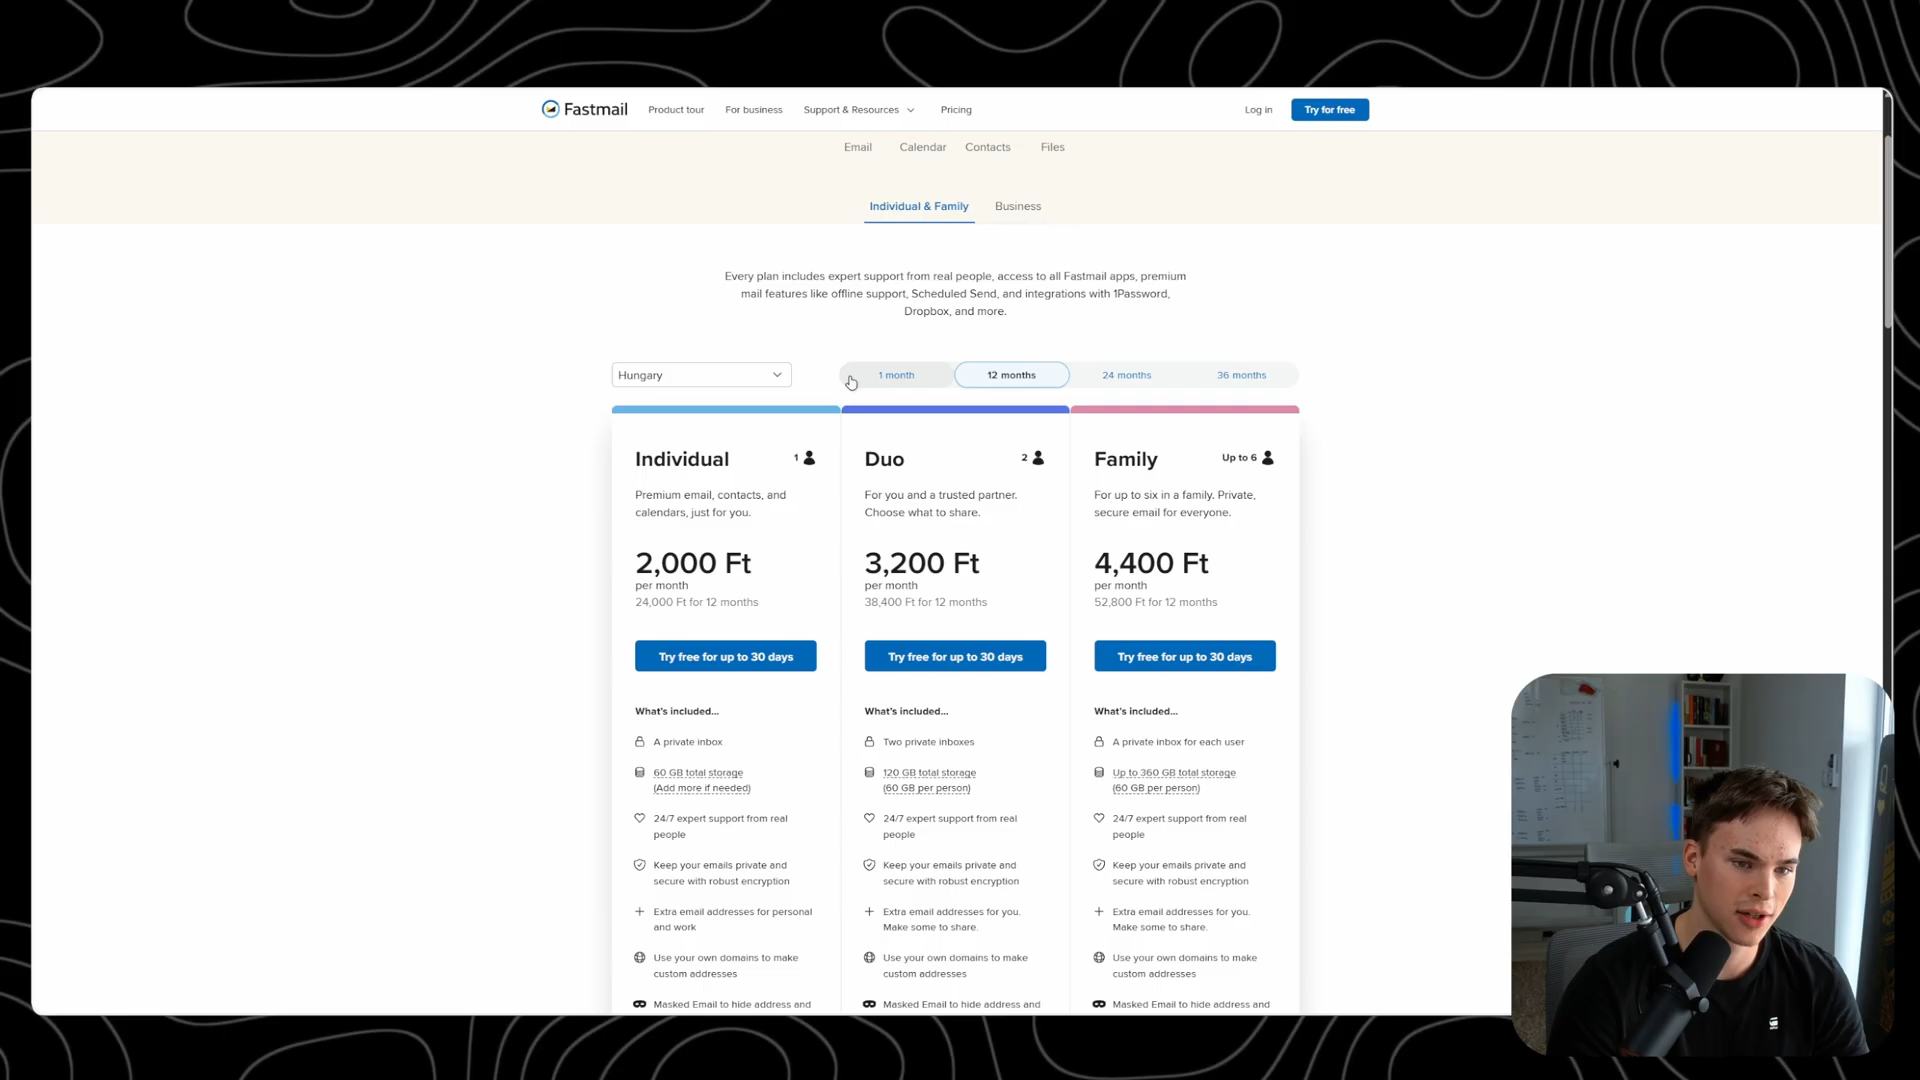 Fastmail
Product tour
For business
Support & Resources
Pricing
Log in
Try for free
Email
Calendar
Contacts
Files
Individual & Family
Business
Every plan includes expert support from real people, access to all Fastmail apps, premium
mail features like offline support, Scheduled Send, and integrations with 1Password,
Dropbox, and more.
Hungary
1 month
12 months
24 months
36 months
Individual
1
Premium email, contacts, and
calendars, just for you.
2,000 Ft
per month
24,000 Ft for 12 months
Try free for up to 30 days
What's included...
A private inbox
60 GB total storage
(Add more if needed)
24/7 expert support from real
people
Keep your emails private and
secure with robust encryption
Extra email addresses for personal
and work
Use your own domains to make
custom addresses
Masked Email to hide address and
Duo
2
For you and a trusted partner.
Choose what to share.
3,200 Ft
per month
38,400 Ft for 12 months
Try free for up to 30 days
What's included...
Two private inboxes
120 GB total storage
(60 GB per person)
24/7 expert support from real
people
Keep your emails private and
secure with robust encryption
Extra email addresses for you.
Make some to share.
Use your own domains to make
custom addresses
Masked Email to hide address and
Family
Up to 6
For up to six in a family. Private,
secure email for everyone.
4,400 Ft
per month
52,800 Ft for 12 months
Try free for up to 30 days
What's included...
A private inbox for each user
Up to 360 GB total storage
(60 GB per person)
24/7 expert support from real
people
Keep your emails private and
secure with robust encryption
Extra email addresses for you.
Make some to share.
Use your own domains to make
custom addresses
Masked Email to hide address and